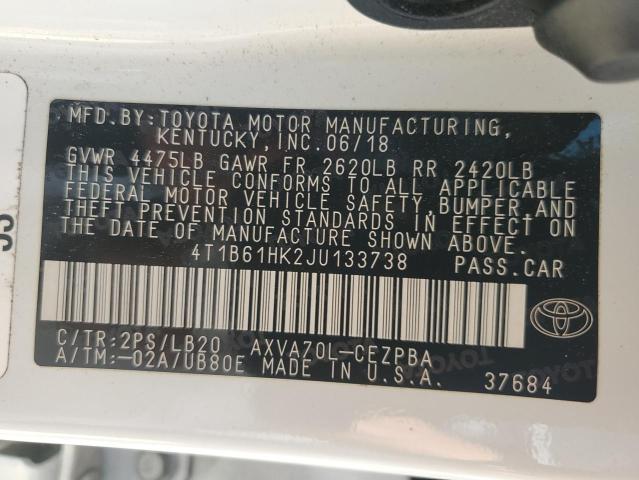 MFD. BY: TOYOTA MOTOR MANUFACTURING,
KENTUCKY, INC. 06/18
GVWR 4475LB GAWR FR 2620LB RR 2420LB
THIS VEHICLE CONFORMS TO ALL APPLICABLE
FEDERAL MOTOR VEHICLE SAFETY, BUMPER, AND
THEFT PREVENTION STANDARDS IN EFFECT ON
THE DATE OF MANUFACTURE SHOWN ABOVE.
4T1B61HK2JU133738 PASS.CAR
C/TR:2PS/LB20 AXVA70L-CEZPBA
A/TM:-02A/UB80E MADE IN U.S.A. 37684